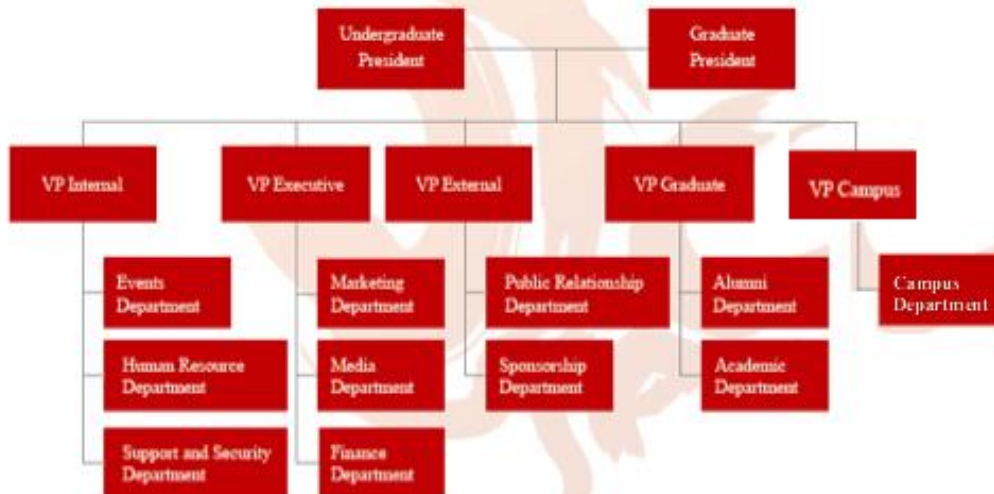 Undergraduate
President
Graduate
President
VP Internal
VP Executive
VP External
VP Graduate
VP Campus
Events
Department
Marketing
Department
Public Relationship
Department
Alumni
Department
Campus
Department
Human Resource
Department
Media
Department
Sponsorship
Department
Academic
Department
Support and Security
Department
Finance
Department